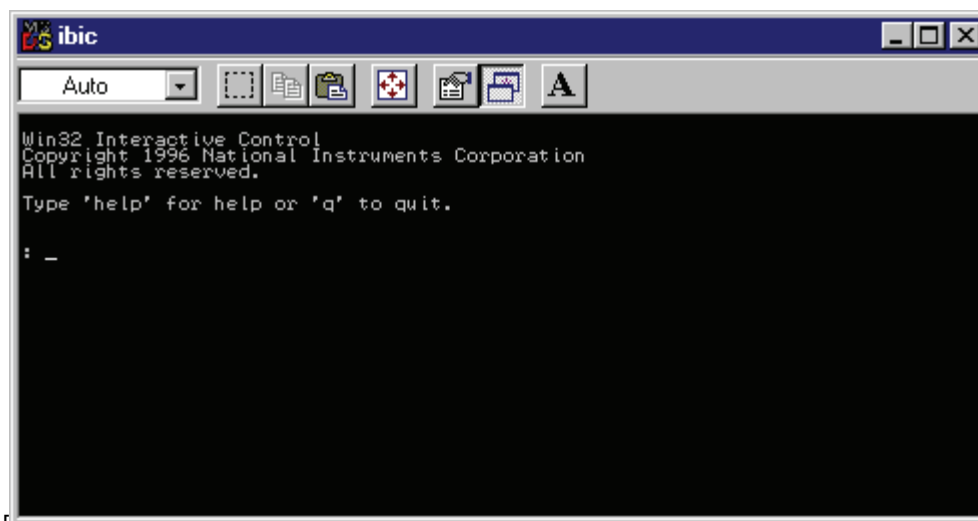 ibic
Auto
A
Win32 Interactive Control
Copyright 1996 National Instruments Corporation
All rights reserved.
Type 'help' for help or 'q' to quit.
: _